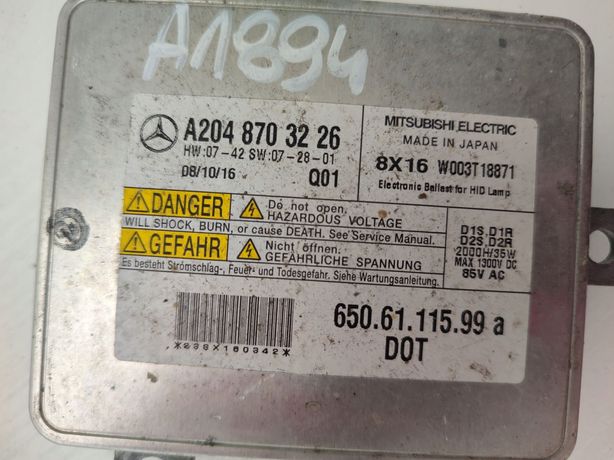 A1894
A204 870 32 26
HW:07-42 SW:07-28-01
08/10/16 Q01
MITSUBISHI ELECTRIC
MADE IN JAPAN
8X16 W003T18871
Electronic Ballast for HID Lamp
DANGER
Do not open.
HAZARDOUS VOLTAGE
WILL SHOCK, BURN, or cause DEATH. See Service Manual.
GEFAHR
Nicht öffnen.
GEFÄHRLICHE SPANNUNG
Es besteht Strömschlag-, Feuer- und Todesgefahr. Siehe Wartungsanleitung.
D1S,D1R
D2S,D2R
2000H/35W
MAX 1300V DC
85V AC
*238X160342*
650.61.115.99 a
DOT